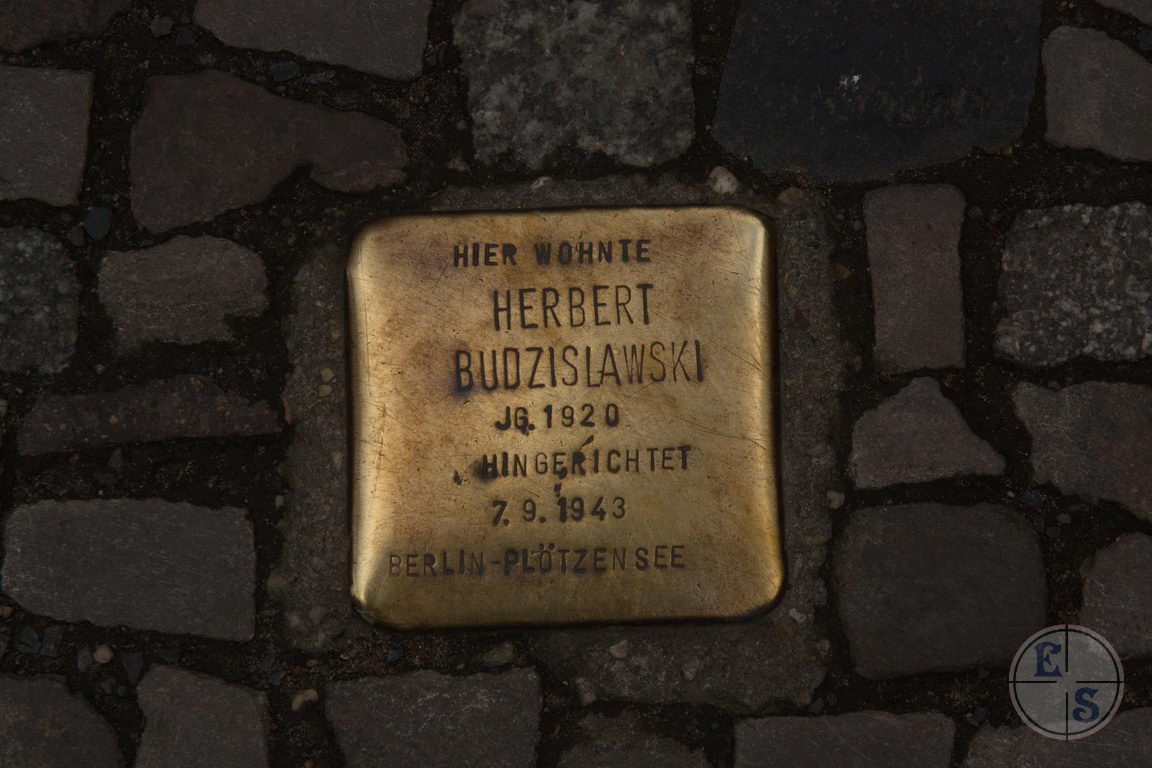 HIER WOHNTE
HERBERT
BUDZISLAWSKI
JG. 1920
HINGERICHTET
7. 9. 1943
BERLIN-PLÖTZENSEE
E
S